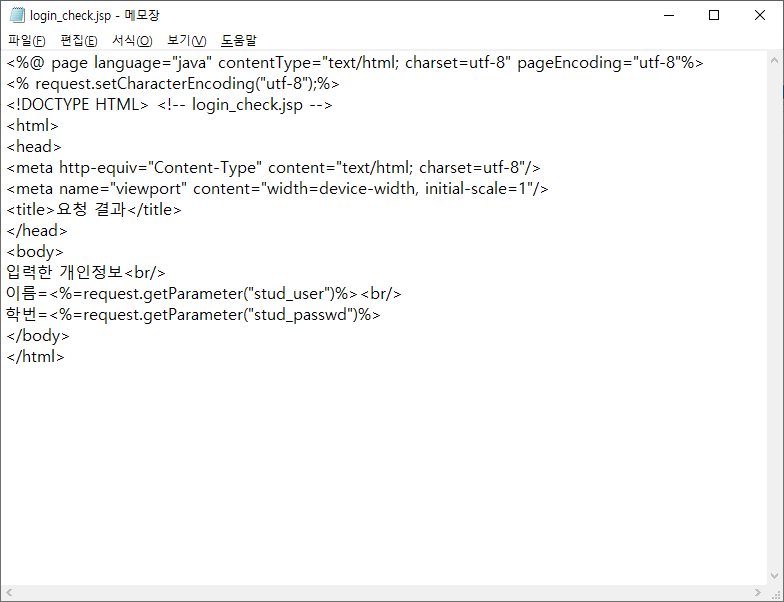 login_check.jsp - 메모장
파일(F) 편집(E) 서식(O) 보기(V) 도움말
<%@ page language="java" contentType="text/html; charset=utf-8" pageEncoding="utf-8"%>
<% request.setCharacterEncoding("utf-8");%>
<!DOCTYPE HTML> <!-- login_check.jsp -->
<html>
<head>
<meta http-equiv="Content-Type" content="text/html; charset=utf-8"/>
<meta name="viewport" content="width=device-width, initial-scale=1"/>
<title>요청 결과</title>
</head>
<body>
입력한 개인정보<br/>
이름=<%=request.getParameter("stud_user")%><br/>
학번=<%=request.getParameter("stud_passwd")%>
</body>
</html>